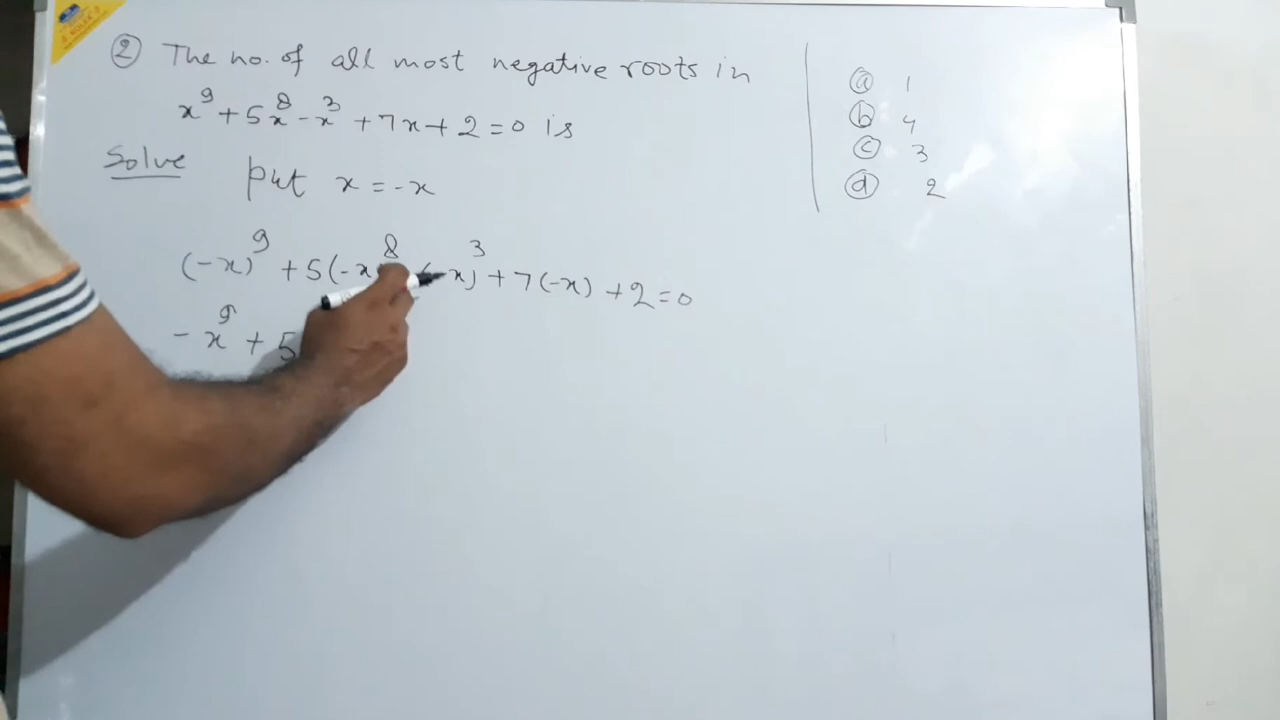 ② The no. of all most negative roots in
x⁹ + 5x⁸ - x³ + 7x + 2 = 0 is
Solve put x = -x
(-x)⁹ + 5(-x 8 x)³ + 7(-x) + 2 = 0
- x⁹ + 5
ⓐ 1
ⓑ 4
ⓒ 3
ⓓ 2